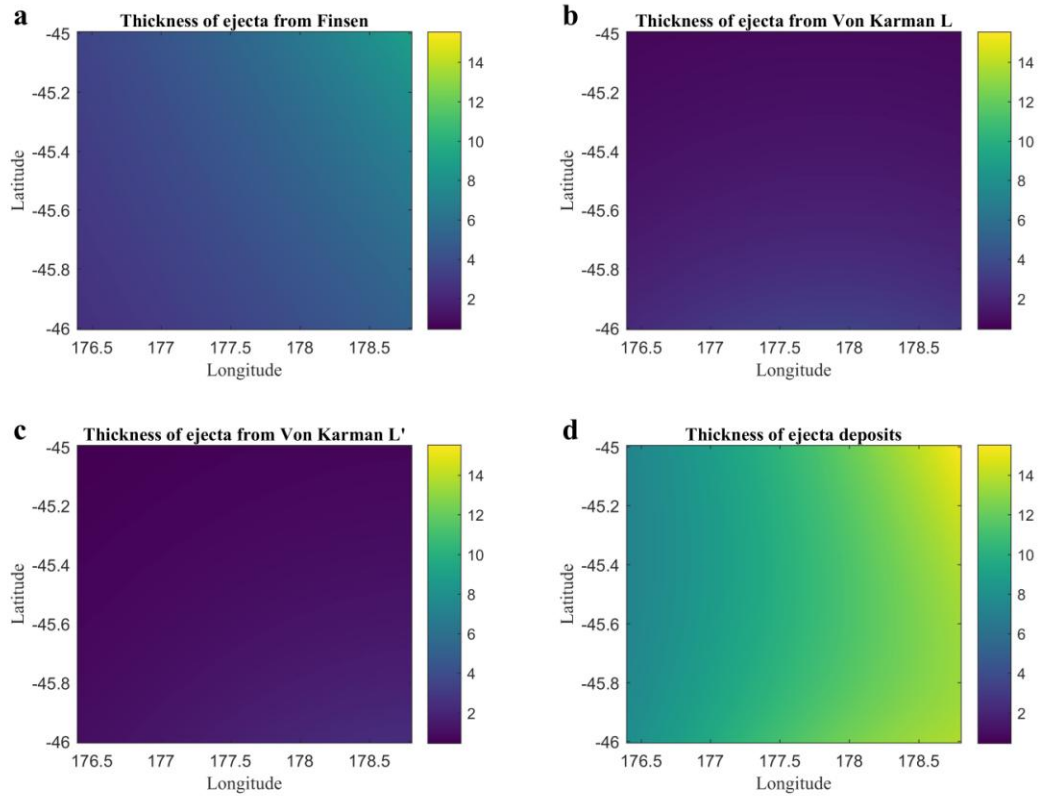 a
Thickness of ejecta from Finsen
-45
-45.2
-45.4
-45.6
-45.8
-46
Latitude
176.5 177 177.5 178 178.5
Longitude
14
12
10
8
6
4
2
b
Thickness of ejecta from Von Karman L
-45
-45.2
-45.4
-45.6
-45.8
-46
Latitude
176.5 177 177.5 178 178.5
Longitude
14
12
10
8
6
4
2
c
Thickness of ejecta from Von Karman L'
-45
-45.2
-45.4
-45.6
-45.8
-46
Latitude
176.5 177 177.5 178 178.5
Longitude
14
12
10
8
6
4
2
d
Thickness of ejecta deposits
-45
-45.2
-45.4
-45.6
-45.8
-46
Latitude
176.5 177 177.5 178 178.5
Longitude
14
12
10
8
6
4
2